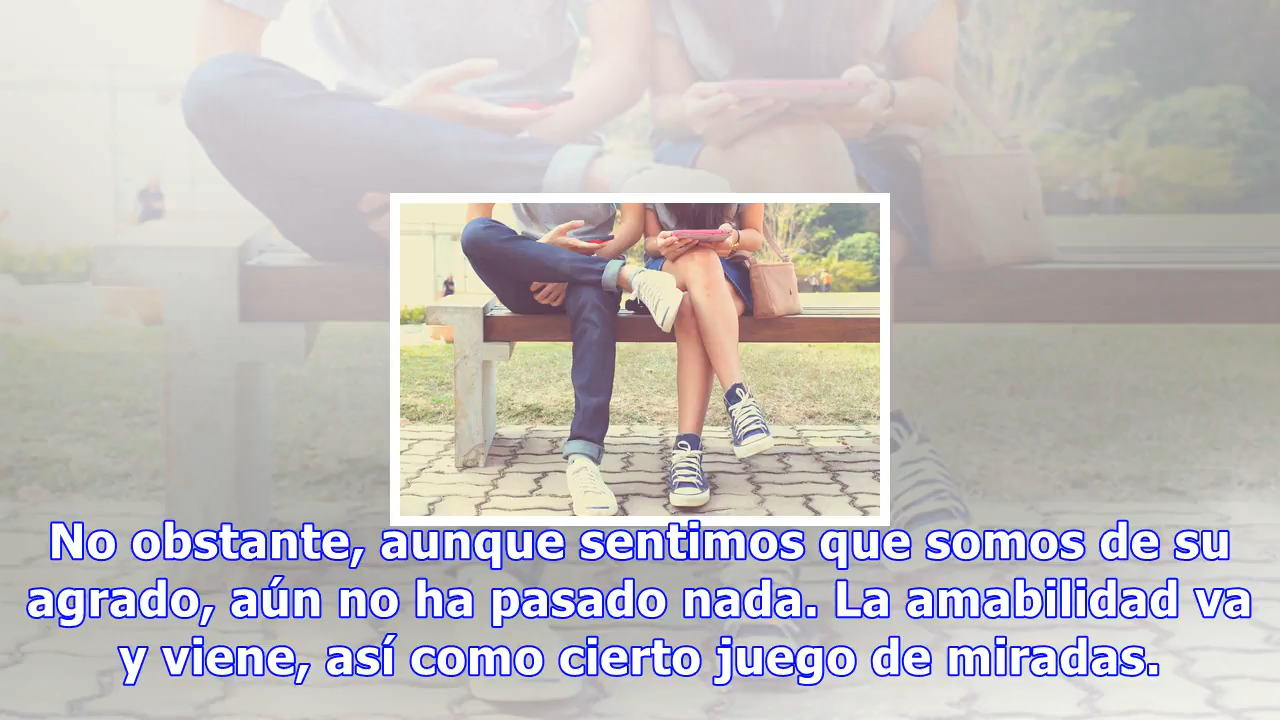 No obstante, aunque sentimos que somos de su
agrado, aún no ha pasado nada. La amabilidad va
y viene, así como cierto juego de miradas.